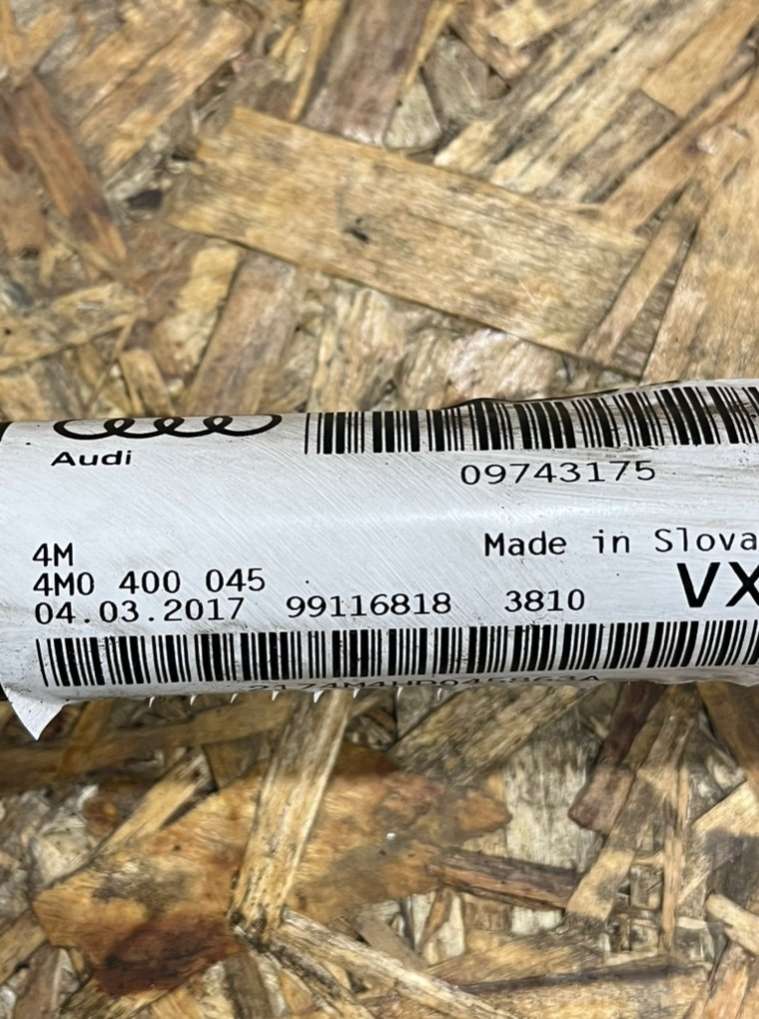 Audi
09743175
4M
Made in Slova
4M0 400 045
04.03.2017 99116818 3810
VX